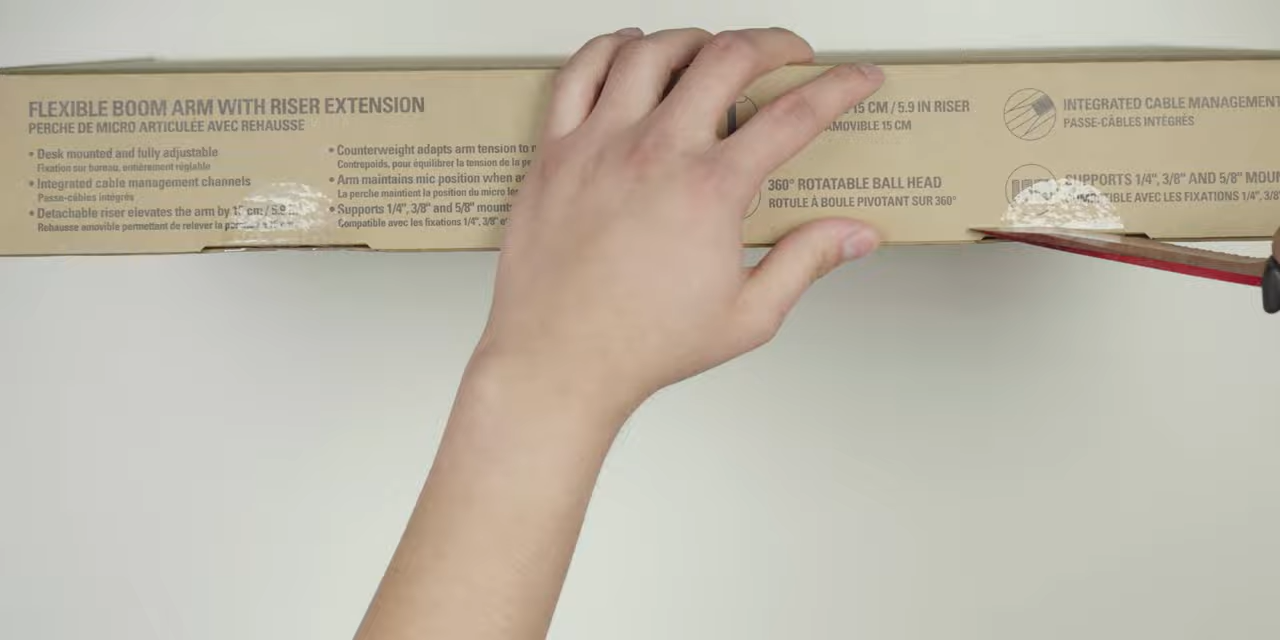 FLEXIBLE BOOM ARM WITH RISER EXTENSION
PERCHE DE MICRO ARTICULÉE AVEC REHAUSSE
• Desk mounted and fully adjustable
Fixation sur bureau, entièrement réglable
• Integrated cable management channels
Passe-câbles intégrés
• Detachable riser elevates the arm by 15 cm / 5.9
Rehausse amovible permettant de relever la
• Counterweight adapts arm tension to
Contrepoids, pour équilibrer la tension de la
• Arm maintains mic position when
La perche maintient la position du micro
• Supports 1/4", 3/8" and 5/8"
Compatible avec les fixations 1/4", 3/8"
15 CM / 5.9 IN RISER
AMOVIBLE 15 CM
360° ROTATABLE BALL HEAD
ROTULE À BOULE PIVOTANT SUR 360°
INTEGRATED CABLE MANAGEMENT
PASSE-CÂBLES INTÉGRÉS
SUPPORTS 1/4", 3/8" AND 5/8"
AVEC LES FIXATIONS 1/4", 3/8"